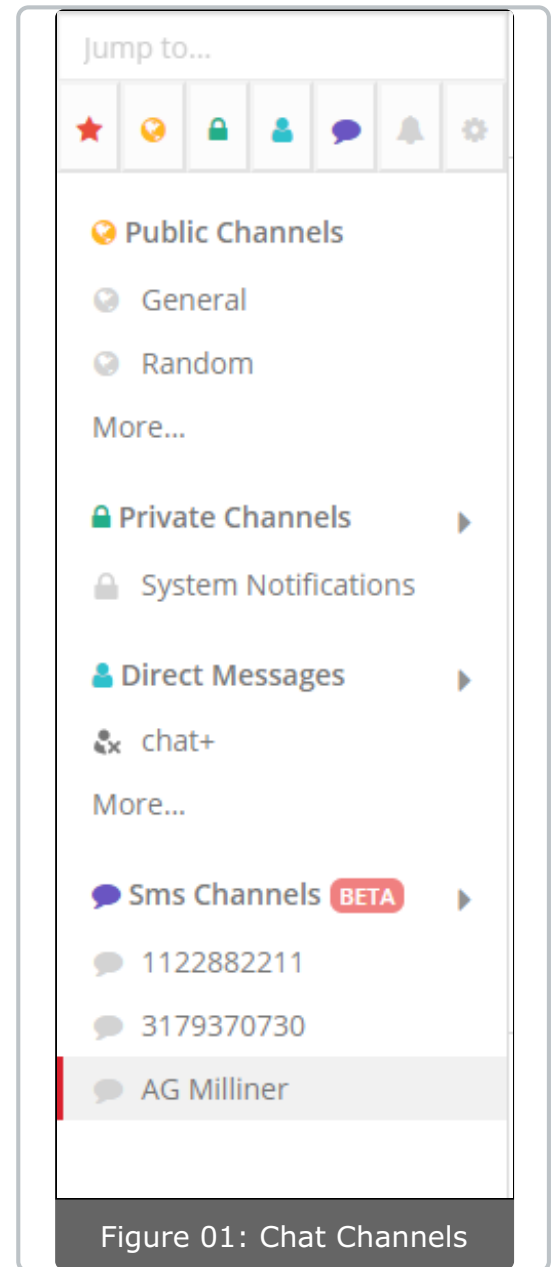 Jump to...
Public Channels
General
Random
More...
Private Channels
System Notifications
Direct Messages
chat+
More...
Sms Channels BETA
1122882211
3179370730
AG Milliner
Figure 01: Chat Channels